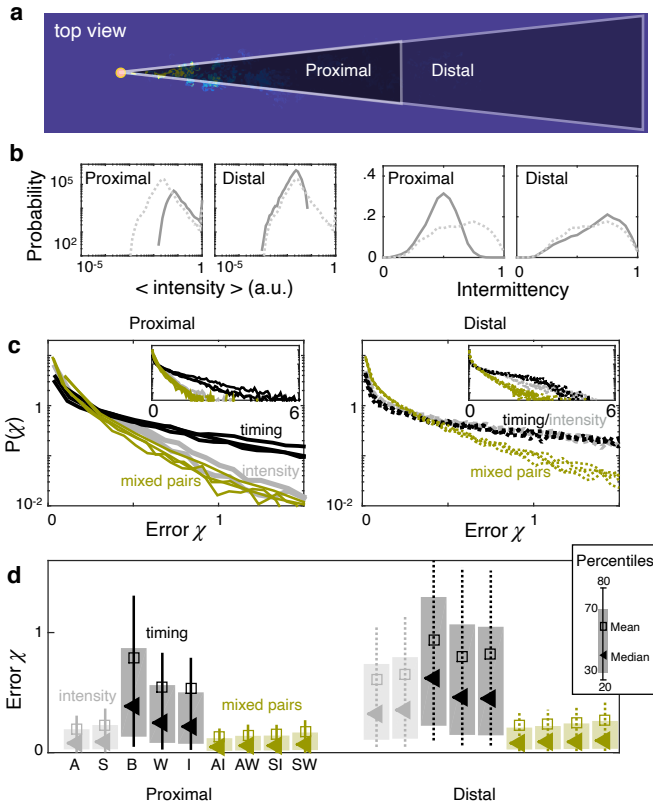 a
top view
Proximal
Distal
b
Probability
10^5
10^2
Proximal
Distal
10^-5
1
10^-5
1
< intensity > (a.u.)
.4
.2
0
Proximal
Distal
0
1
0
1
Intermittency
c
Proximal
Distal
P(χ)
1
10^-2
0
6
timing
intensity
mixed pairs
0
1
Error χ
1
10^-2
0
6
timing/intensity
mixed pairs
0
1
Error χ
d
Error χ
1
0
intensity
timing
mixed pairs
A S B W I AI AW SI SW
Proximal
Distal
Percentiles
80
70
Mean
Median
30
20